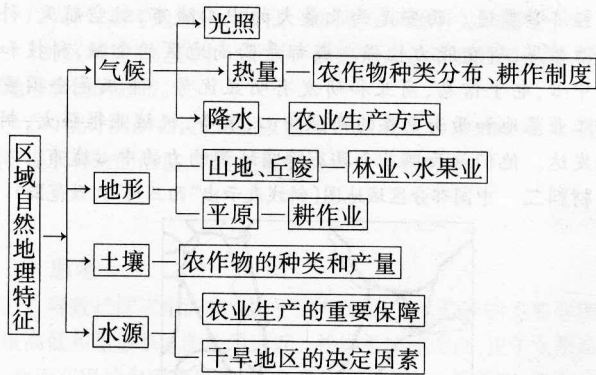 区域自然地理特征
气候
光照
热量
农作物种类分布、耕作制度
降水
农业生产方式
地形
山地、丘陵
林业、水果业
平原
耕作业
土壤
农作物的种类和产量
水源
农业生产的重要保障
干旱地区的决定因素